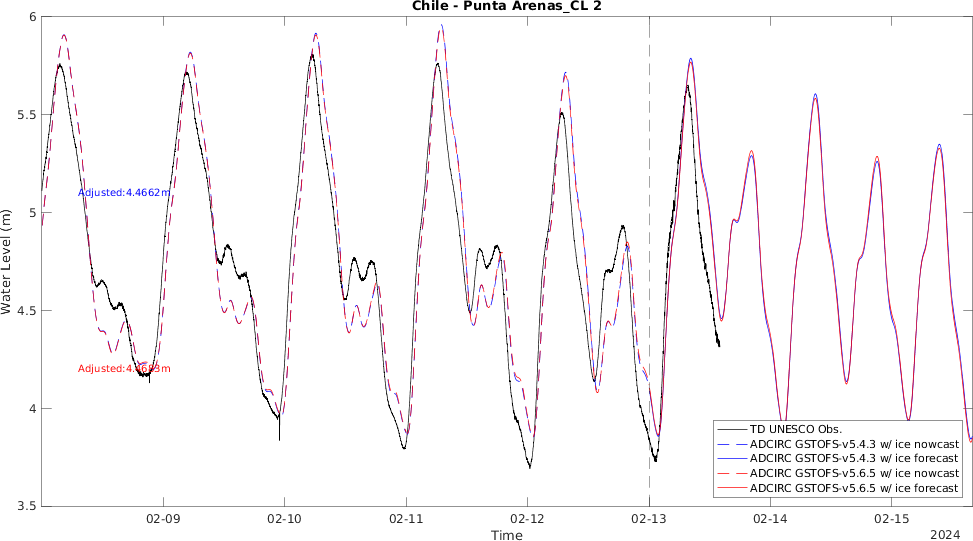 Chile - Punta Arenas_CL 2
6
5.5
5
4.5
4
3.5
Water Level (m)
Adjusted:4.4662m
Adjusted:4.4683m
TD UNESCO Obs.
ADCIRC GSTOFS-v5.4.3 w/ ice nowcast
ADCIRC GSTOFS-v5.4.3 w/ ice forecast
ADCIRC GSTOFS-v5.6.5 w/ ice nowcast
ADCIRC GSTOFS-v5.6.5 w/ ice forecast
02-09 02-10 02-11 02-12 02-13 02-14 02-15
Time
2024